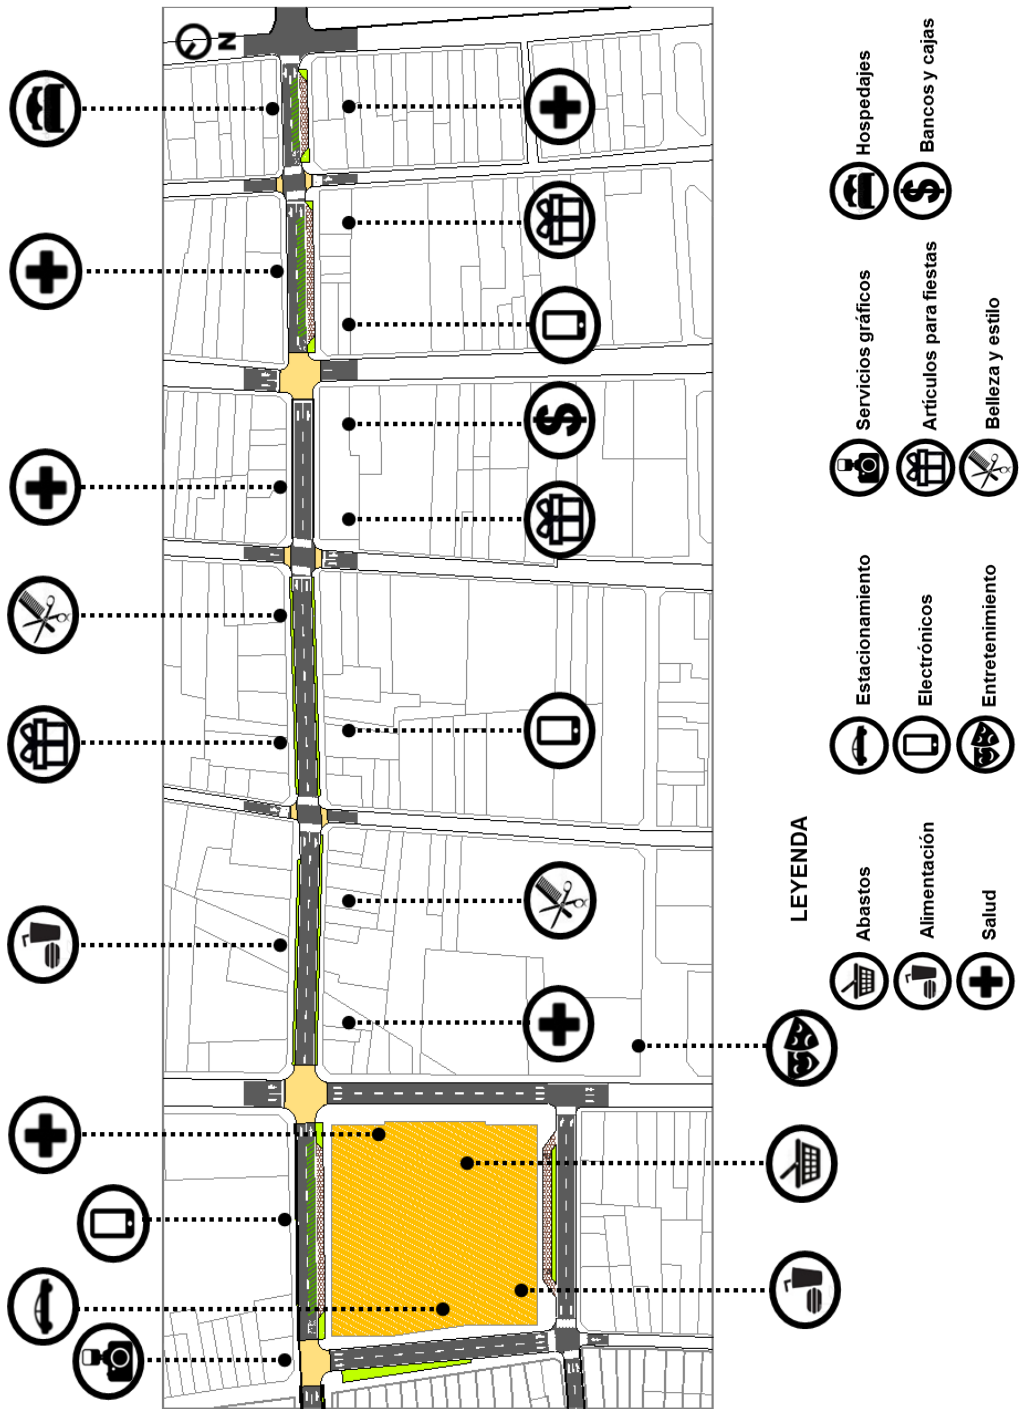 N
LEYENDA
Abastos
Alimentación
Salud
Estacionamiento
Electrónicos
Entretenimiento
Servicios gráficos
Artículos para fiestas
Belleza y estilo
Hospedajes
Bancos y cajas